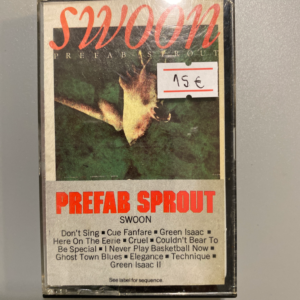 swoon
PREFAB SPROUT
15€
PREFAB SPROUT
SWOON
Don't Sing ■ Cue Fanfare ■ Green Isaac ■
Here On The Eerie ■ Cruel ■ Couldn't Bear To
Be Special ■ I Never Play Basketball Now ■
Ghost Town Blues ■ Elegance ■ Technique ■
Green Isaac II
See later for sequence